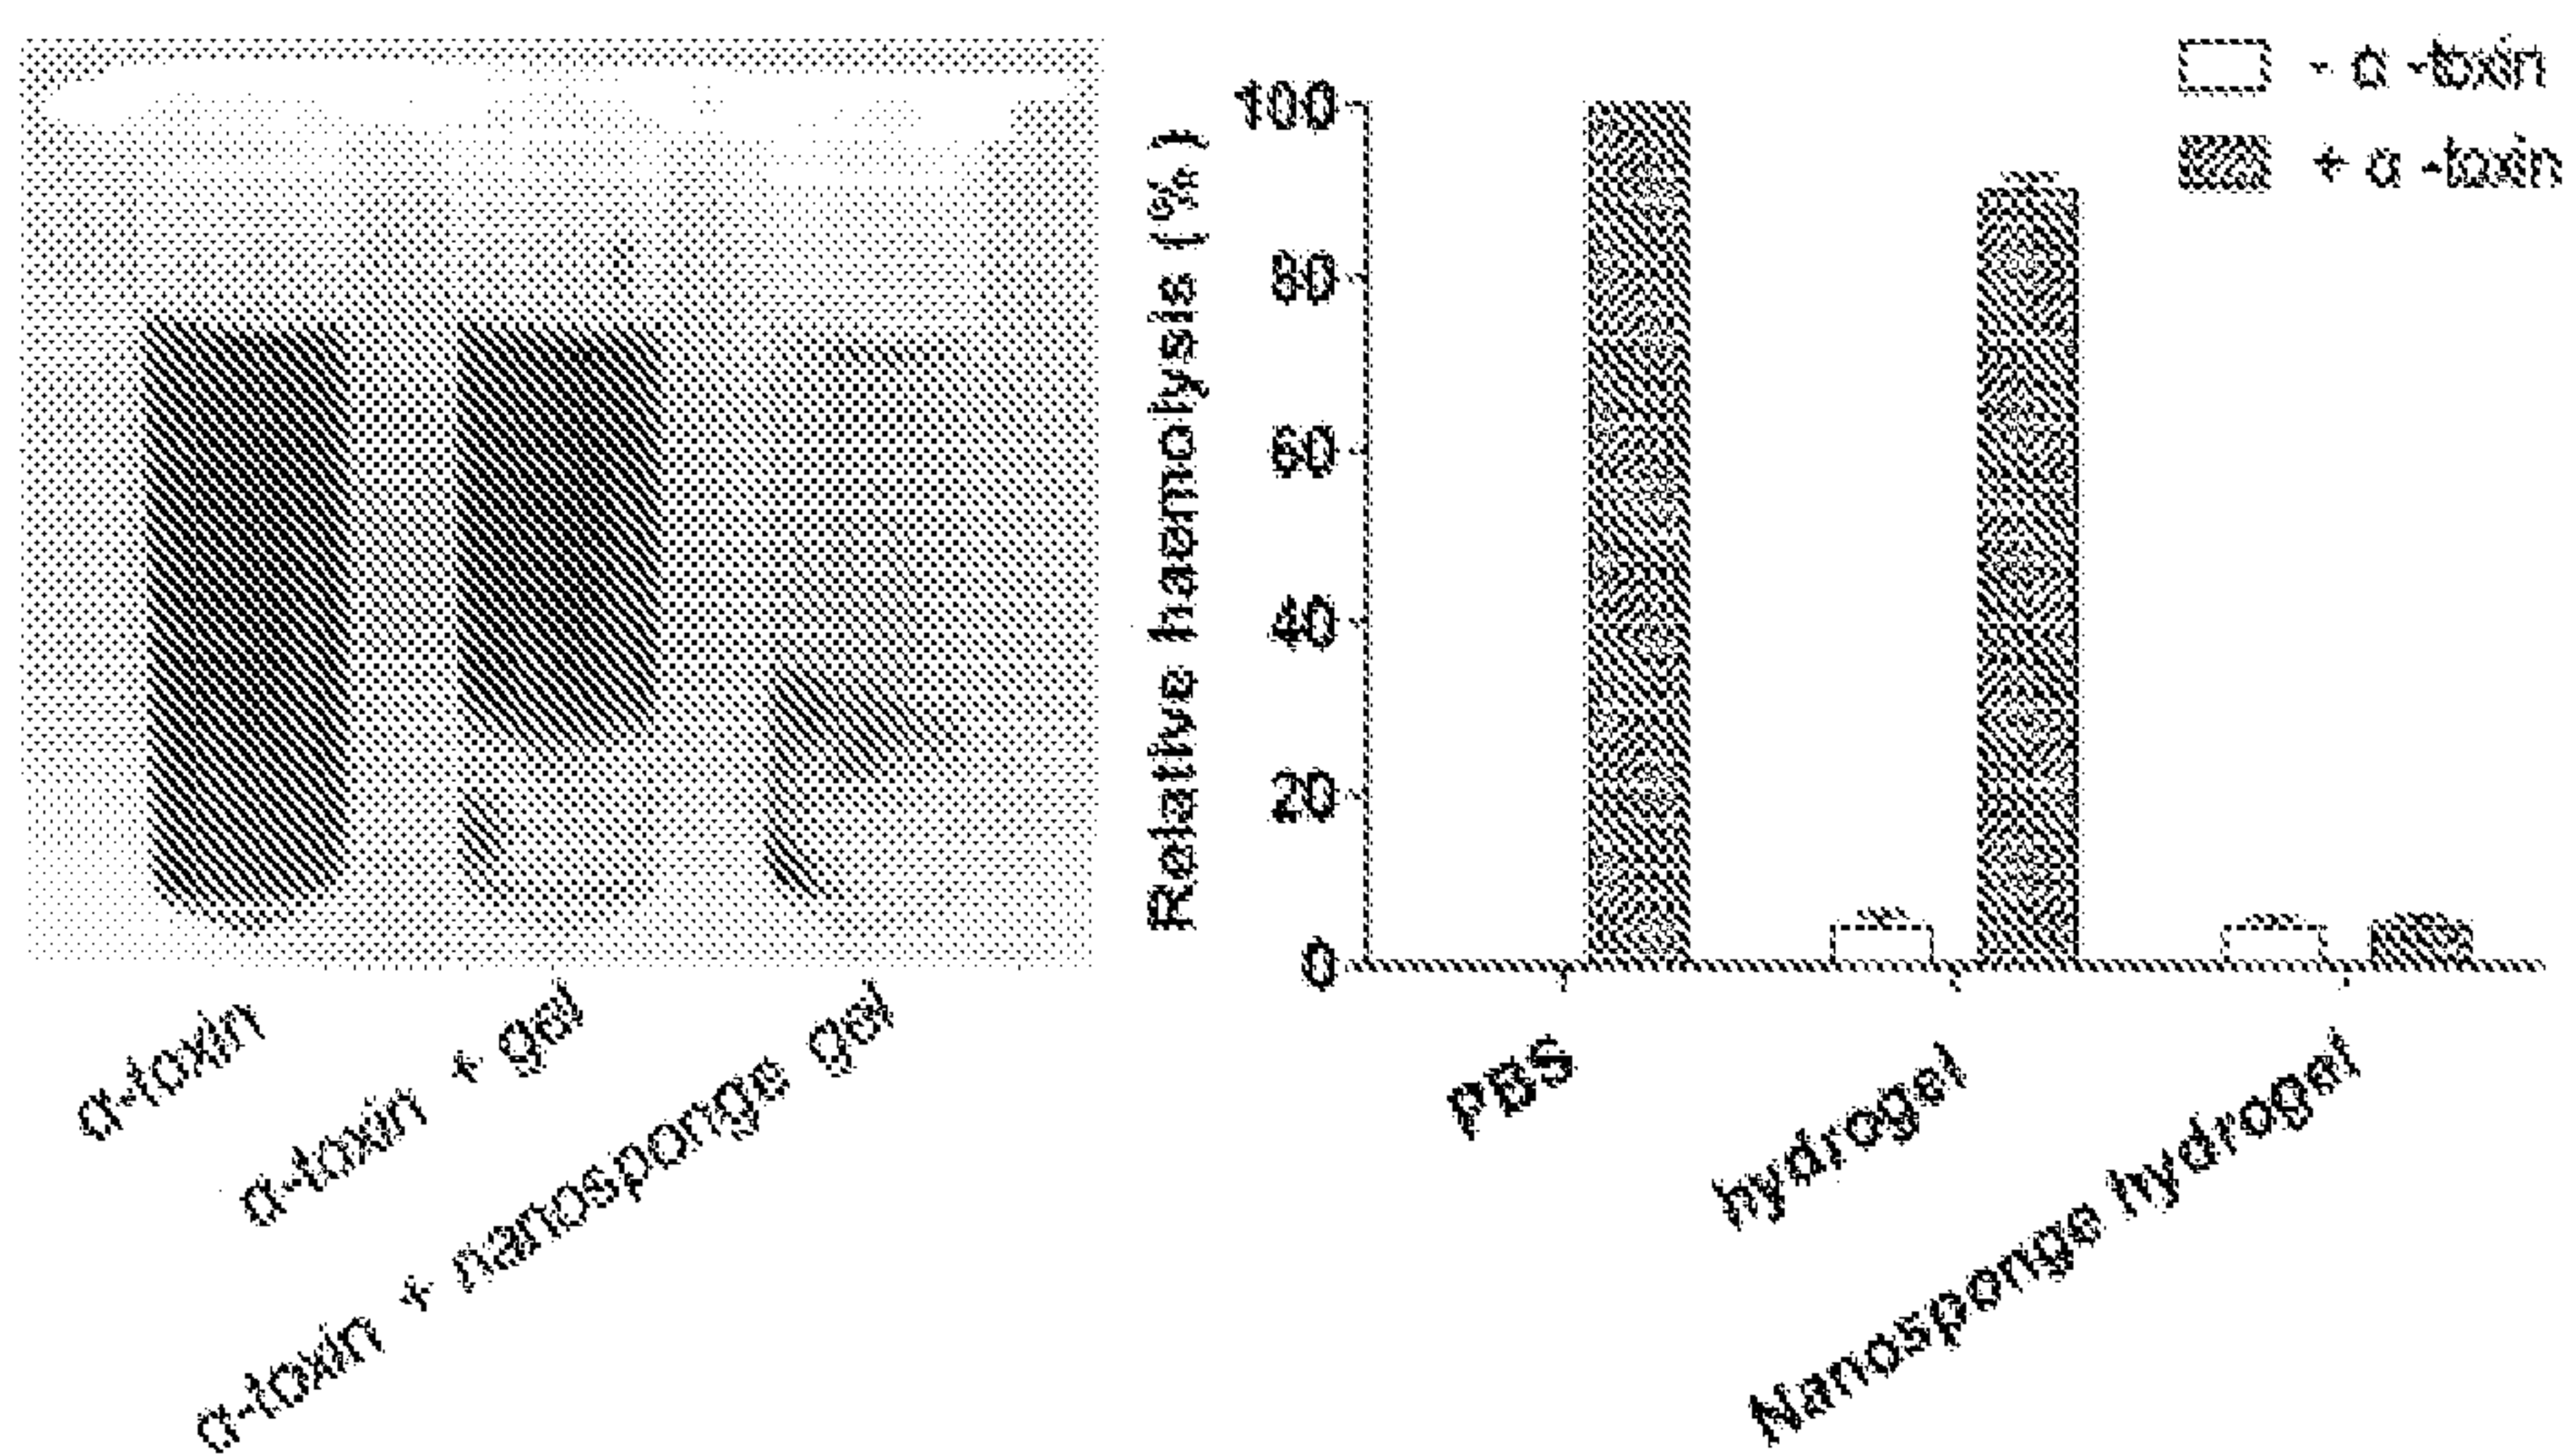 α-toxin
α-toxin + gel
α-toxin + nanosponge gel
Relative haemolysis (%)
100
80
60
40
20
0
- α -toxin
+ α -toxin
PBS
hydrogel
Nanosponge hydrogel